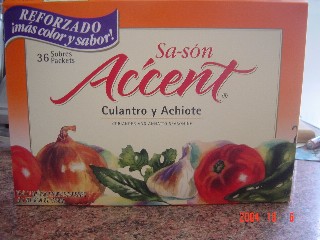 REFORZADO
¡más color y sabor!
36 Sobres
Packets
Sa-són
Accent®
Culantro y Achiote